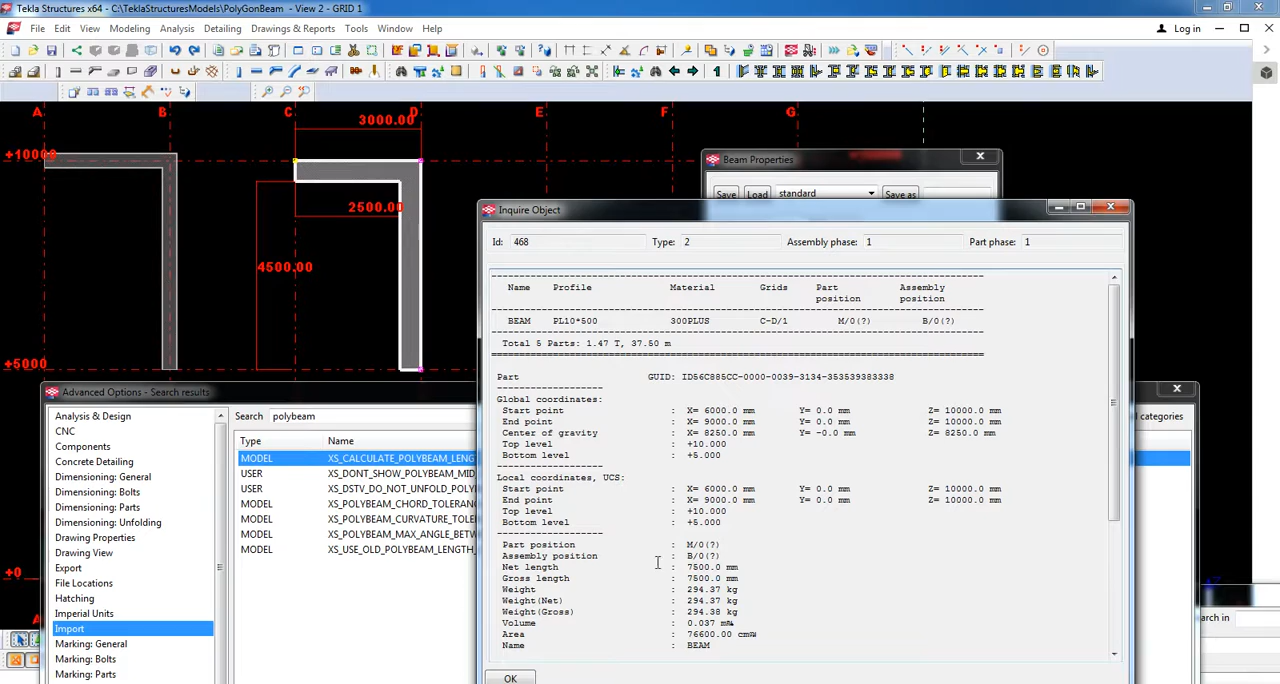 Tekla Structures x64 - C:\TeklaStructuresModels\PolyGonBeam - View 2 - GRID 1
File Edit View Modeling Analysis Detailing Drawings & Reports Tools Window Help Log in
A B C D E F G
3000.00
+10000
2500.00
4500.00
+5000
+0
Beam Properties
Save Load standard Save as
Inquire Object
Id: 468 Type: 2 Assembly phase: 1 Part phase: 1
Name Profile Material Grids Part position Assembly position
BEAM PL10*500 300PLUS C-D/1 M/0(?) B/0(?)
Total 5 Parts: 1.47 T, 37.50 m
Part GUID: ID56C885CC-0000-0039-3134-353539383338
Global coordinates:
Start point : X= 6000.0 mm Y= 0.0 mm Z= 10000.0 mm
End point : X= 9000.0 mm Y= 0.0 mm Z= 10000.0 mm
Center of gravity : X= 8250.0 mm Y= -0.0 mm Z= 8250.0 mm
Top level : +10.000
Bottom level : +5.000
Local coordinates, UCS:
Start point : X= 6000.0 mm Y= 0.0 mm Z= 10000.0 mm
End point : X= 9000.0 mm Y= 0.0 mm Z= 10000.0 mm
Top level : +10.000
Bottom level : +5.000
Part position : M/0(?)
Assembly position : B/0(?)
Net length : 7500.0 mm
Gross length : 7500.0 mm
Weight : 294.37 kg
Weight(Net) : 294.37 kg
Weight(Gross) : 294.38 kg
Volume : 0.037
Area : 76600.00
Name : BEAM
OK
Advanced Options - Search results
Analysis & Design
CNC
Components
Concrete Detailing
Dimensioning: General
Dimensioning: Bolts
Dimensioning: Parts
Dimensioning: Unfolding
Drawing Properties
Drawing View
Export
File Locations
Hatching
Imperial Units
Import
Marking: General
Marking: Bolts
Marking: Parts
Search polybeam
Type Name
MODEL XS_CALCULATE_POLYBEAM_LENG
USER XS_DONT_SHOW_POLYBEAM_MID
USER XS_DSTV_DO_NOT_UNFOLD_POLY
MODEL XS_POLYBEAM_CHORD_TOLERAN
MODEL XS_POLYBEAM_CURVATURE_TOLE
MODEL XS_POLYBEAM_MAX_ANGLE_BETW
MODEL XS_USE_OLD_POLYBEAM_LENGTH_
l categories
arch in